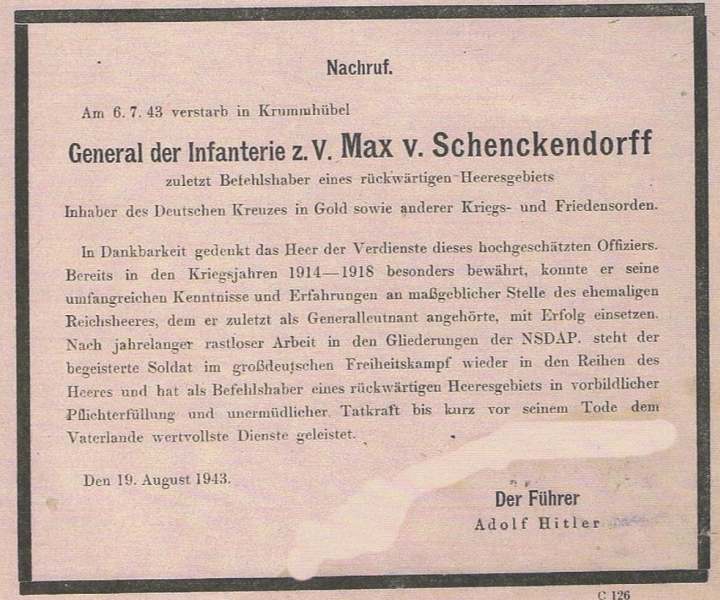 Nachruf.
Am 6. 7. 43 verstarb in Krummhübel
General der Infanterie z. V. Max v. Schenckendorff
zuletzt Befehlshaber eines rückwärtigen Heeresgebiets
Inhaber des Deutschen Kreuzes in Gold sowie anderer Kriegs- und Friedensorden.
In Dankbarkeit gedenkt das Heer der Verdienste dieses hochgeschätzten Offiziers.
Bereits in den Kriegsjahren 1914—1918 besonders bewährt, konnte er seine
umfangreichen Kenntnisse und Erfahrungen an maßgeblicher Stelle des ehemaligen
Reichsheeres, dem er zuletzt als Generalleutnant angehörte, mit Erfolg einsetzen.
Nach jahrelanger rastloser Arbeit in den Gliederungen der NSDAP. steht der
begeisterte Soldat im großdeutschen Freiheitskampf wieder in den Reihen des
Heeres und hat als Befehlshaber eines rückwärtigen Heeresgebiets in vorbildlicher
Pflichterfüllung und unermüdlicher Tatkraft bis kurz vor seinem Tode dem
Vaterlande wertvollste Dienste geleistet.
Den 19. August 1943.
Der Führer
Adolf Hitler
C 126